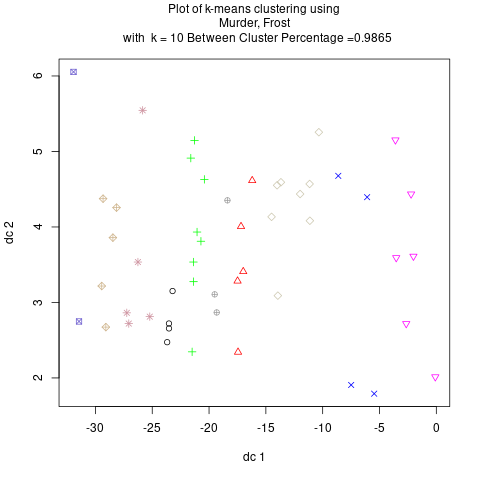 Plot of k-means clustering using
Murder, Frost
with  k = 10 Between Cluster Percentage =0.9865
dc 2
6
5
4
3
2
-30 -25 -20 -15 -10 -5 0
dc 1